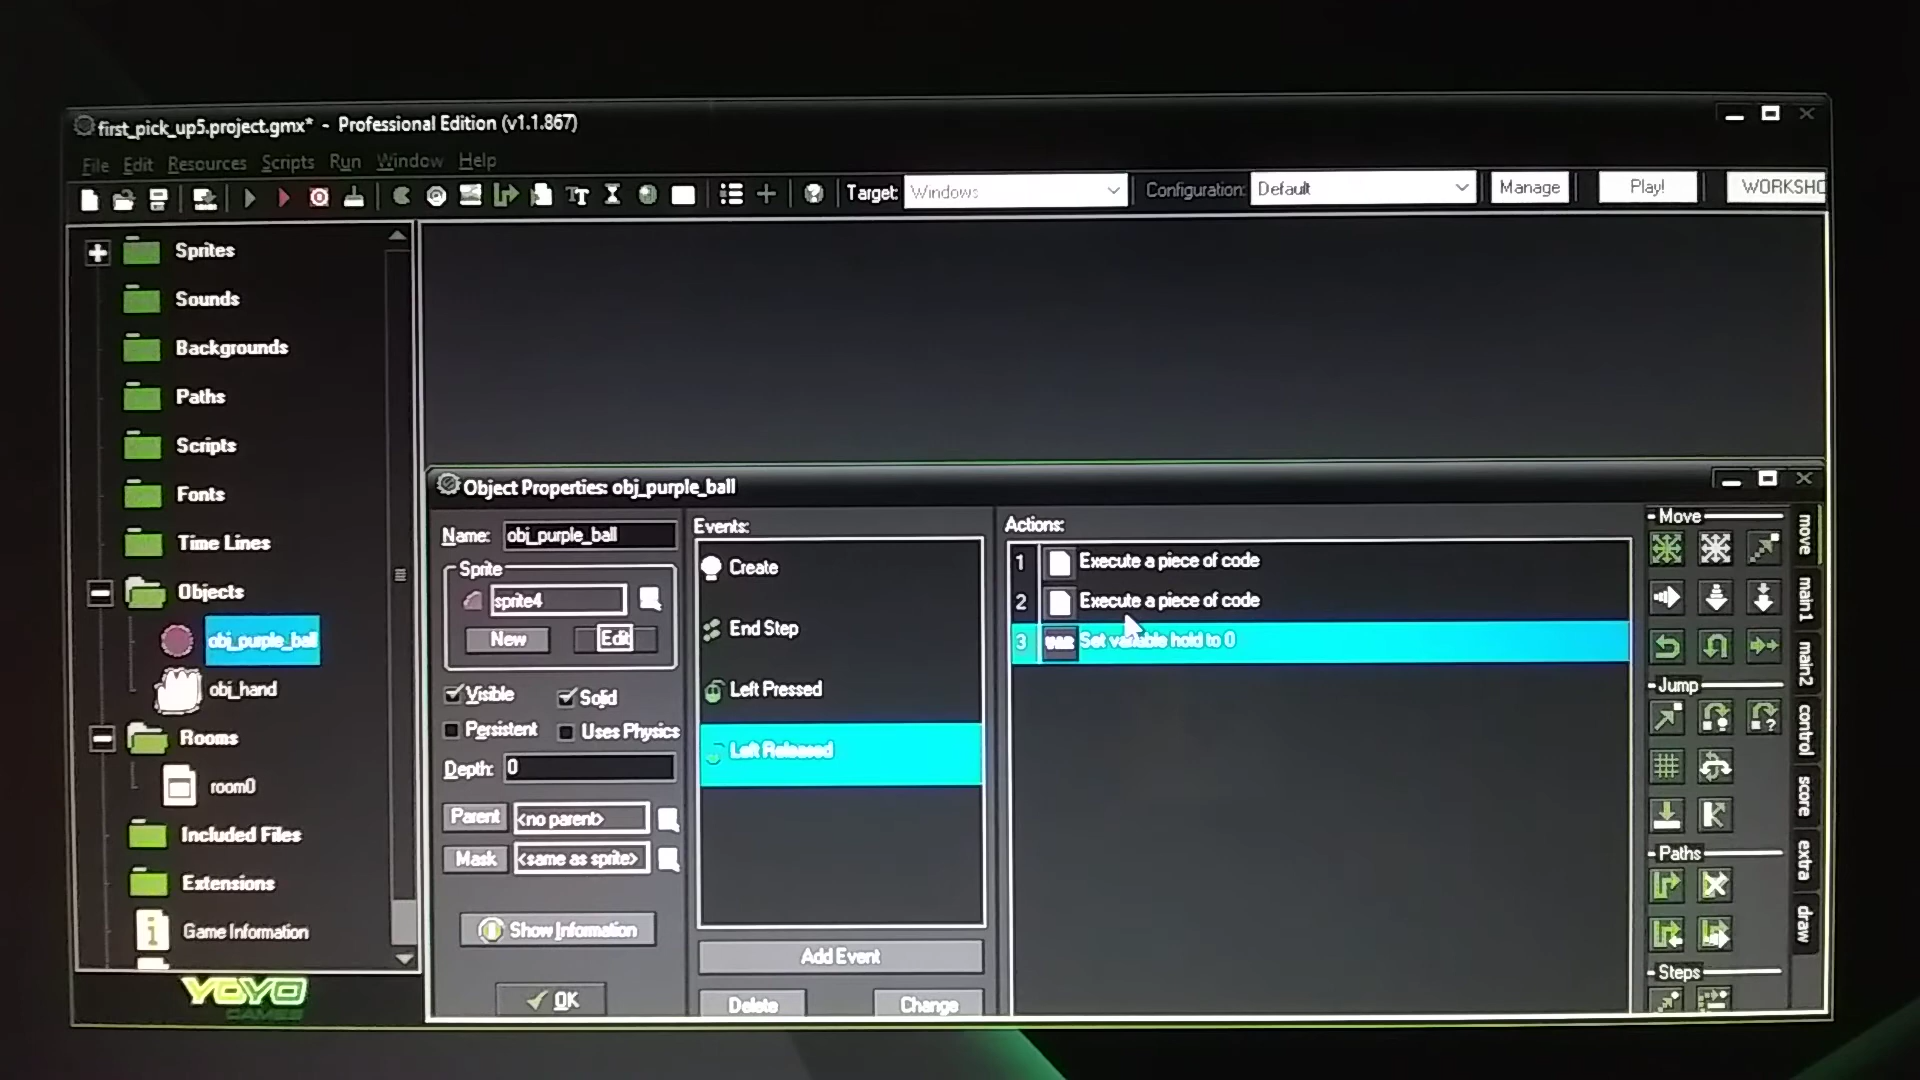 first_pick_up5.project.gmx* - Professional Edition (v1.1.867)
File Edit Resources Scripts Run Window Help
Target: Windows Configuration: Default Manage Play! WORKSHO
Sprites
Sounds
Backgrounds
Paths
Scripts
Fonts
Time Lines
Objects
obj_purple_ball
obj_hand
Rooms
room0
Included Files
Extensions
Game Information
YOYO
GAMES
Object Properties: obj_purple_ball
Name: obj_purple_ball
Sprite
sprite4
New Edit
Visible Solid
Persistent Uses Physics
Depth: 0
Parent <no parent>
Mask <same as sprite>
Show Information
OK
Events:
Create
End Step
Left Pressed
Left Released
Add Event
Delete Change
Actions:
1 Execute a piece of code
2 Execute a piece of code
3 VAR Set variable hold to 0
Move
Jump
Paths
Steps
move
main1
main2
control
score
extra
draw